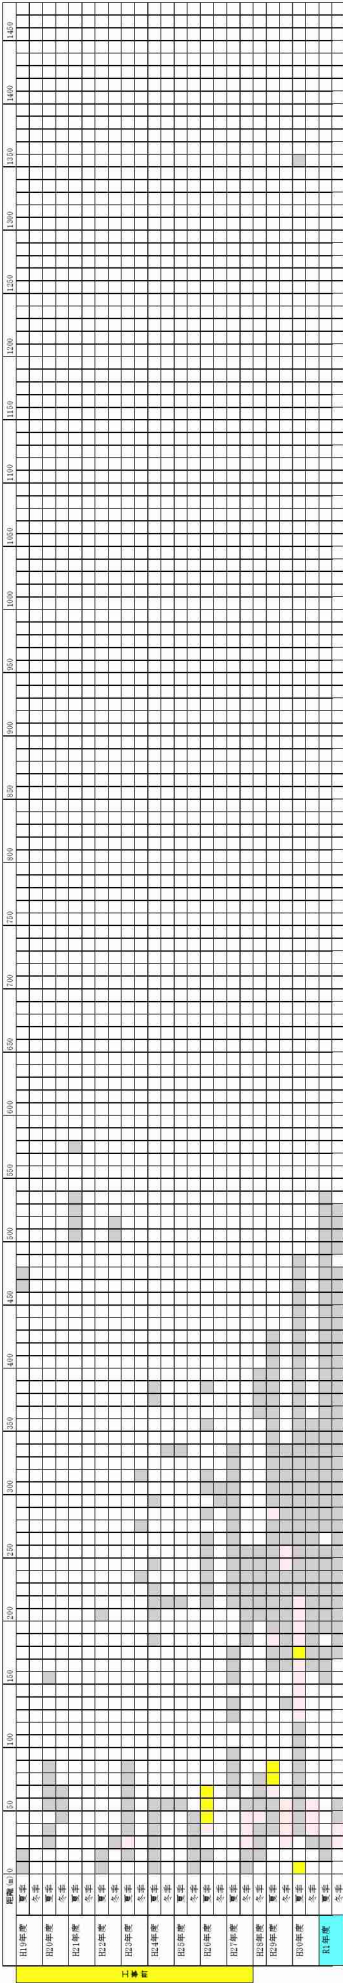 距離(m) 0 50 100 150 200 250 300 350 400 450 500 550 600 650 700 750 800 850 900 950 1000 1050 1100 1150 1200 1250 1300 1350 1400 1450
工事前
H19年度 夏季
冬季
H20年度 夏季
冬季
H21年度 夏季
冬季
H22年度 夏季
冬季
H23年度 夏季
冬季
H24年度 夏季
冬季
H25年度 夏季
冬季
H26年度 夏季
冬季
H27年度 夏季
冬季
H28年度 冬季
H29年度 夏季
冬季
H30年度 夏季
冬季
R1年度 夏季
冬季